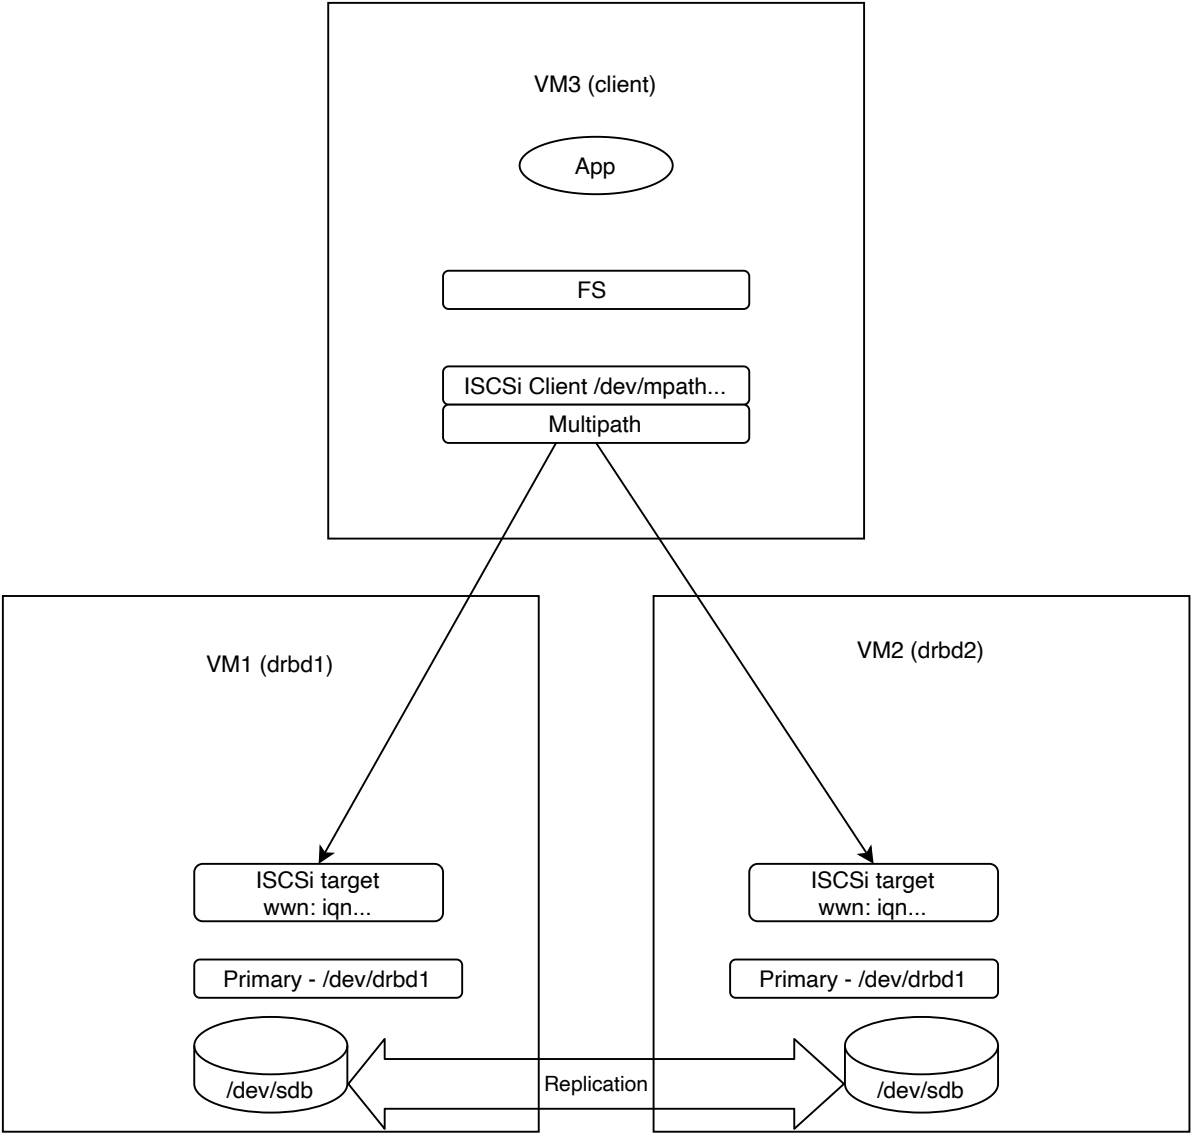 VM3 (client)
App
FS
ISCSi Client /dev/mpath...
Multipath
VM1 (drbd1)
ISCSi target
wwn: iqn...
Primary - /dev/drbd1
/dev/sdb
Replication
VM2 (drbd2)
ISCSi target
wwn: iqn...
Primary - /dev/drbd1
/dev/sdb